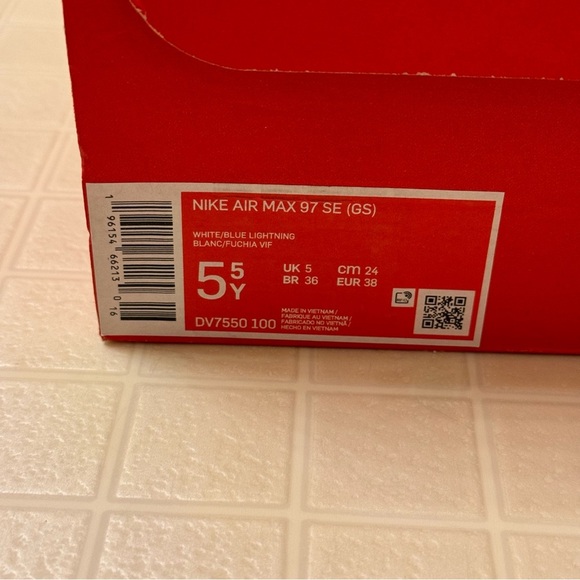 NIKE AIR MAX 97 SE (GS)
WHITE/BLUE LIGHTNING
BLANC/FUCHIA VIF
5 5 Y
UK 5 cm 24
BR 36 EUR 38
DV7550 100
MADE IN VIETNAM /
FABRIQUE AU VIETNAM /
FABRICADO NO VIETNÃ /
HECHO EN VIETNAM
1 96154 66213 0 16